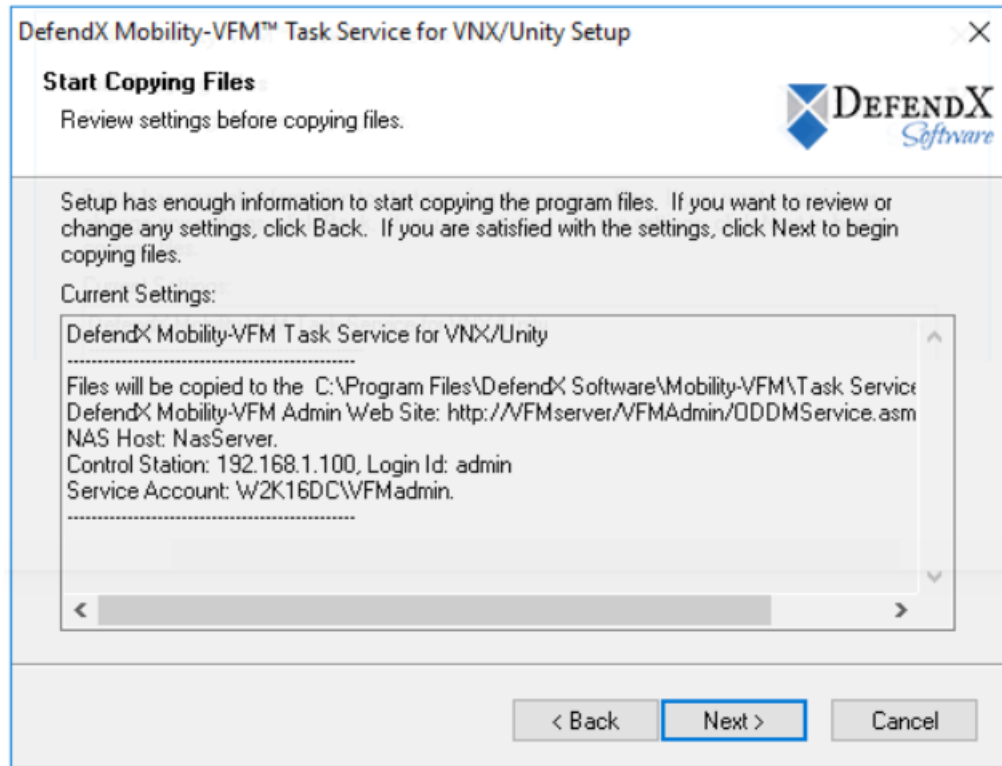 DefendX Mobility-VFM™ Task Service for VNX/Unity Setup
Start Copying Files
Review settings before copying files.
DEFENDX
Software
Setup has enough information to start copying the program files. If you want to review or
change any settings, click Back. If you are satisfied with the settings, click Next to begin
copying files.
Current Settings:
DefendX Mobility-VFM Task Service for VNX/Unity
------------------------------------------------
Files will be copied to the C:\Program Files\DefendX Software\Mobility-VFM\Task Service
DefendX Mobility-VFM Admin Web Site: http://VFMserver/VFMAdmin/ODDMService.asm
NAS Host: NasServer.
Control Station: 192.168.1.100, Login Id: admin
Service Account: W2K16DC\VFMadmin.
------------------------------------------------
< Back
Next >
Cancel